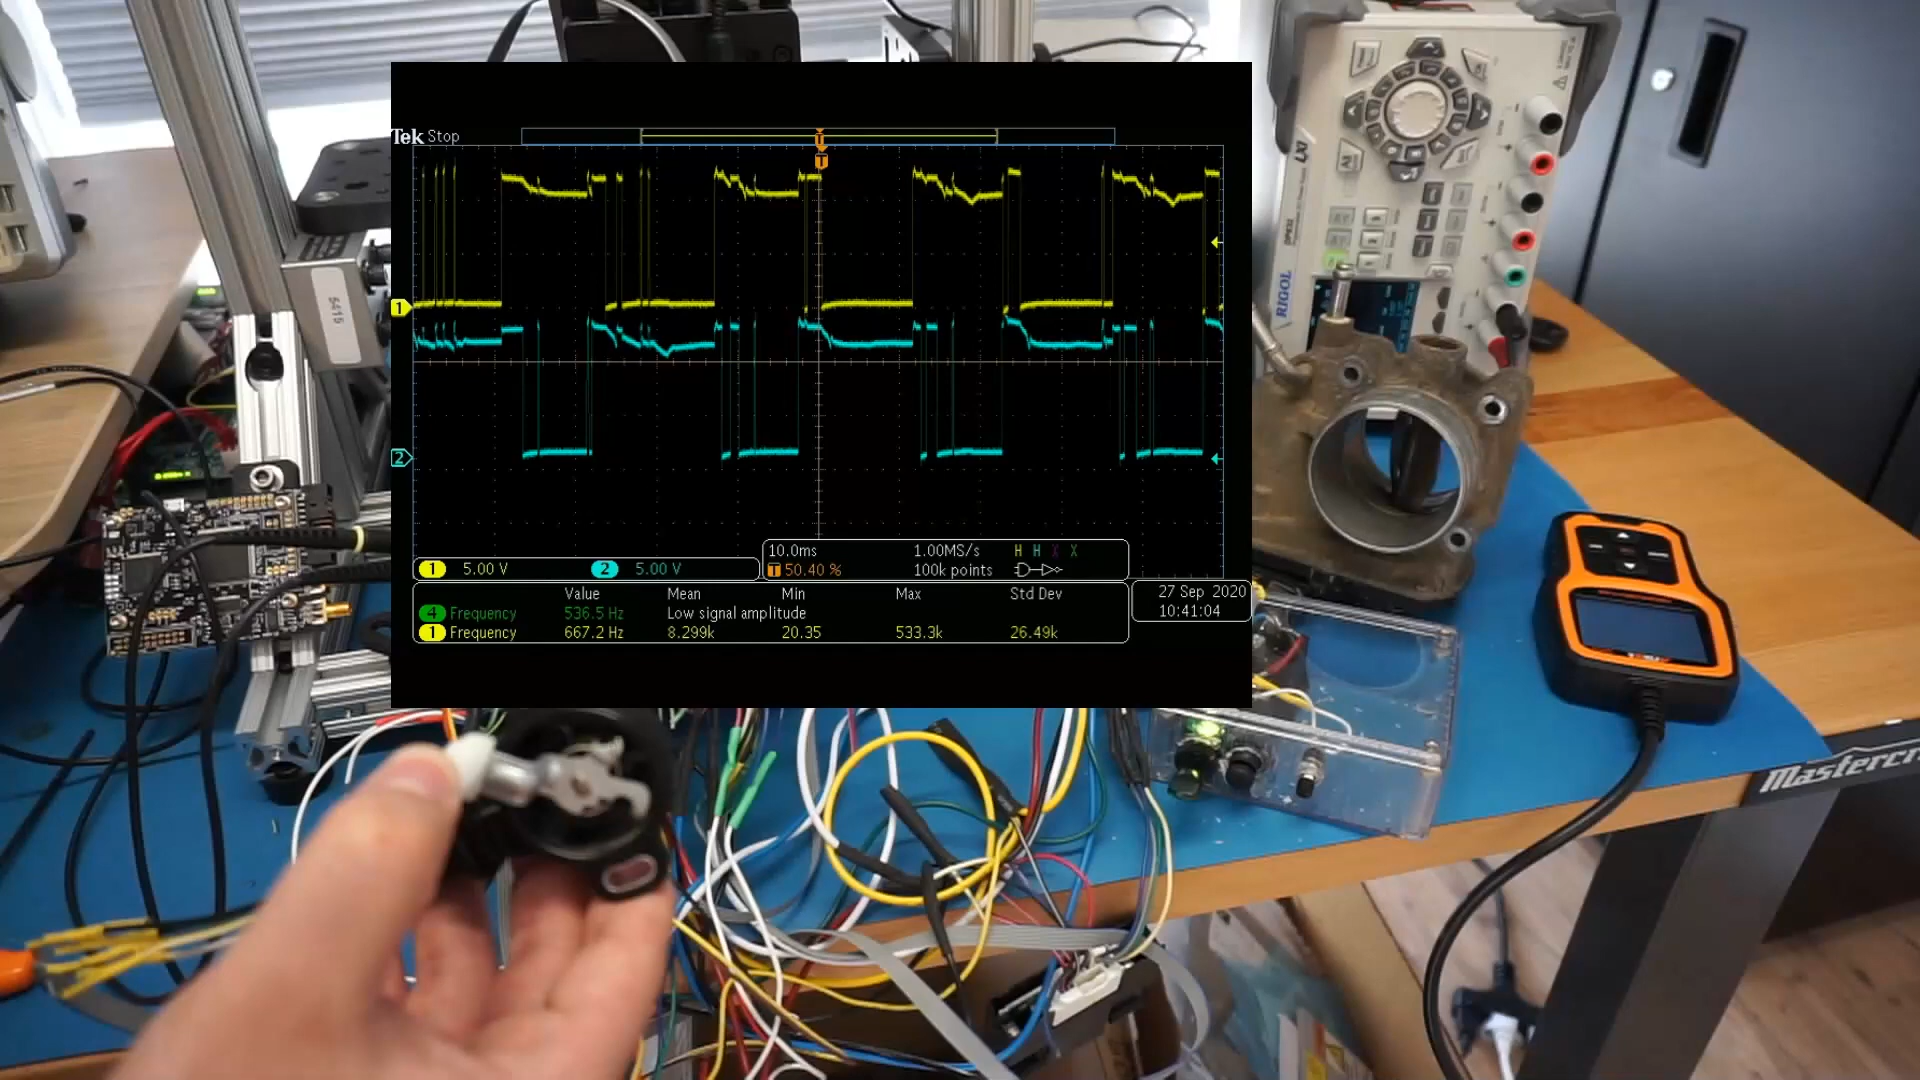 Tek Stop
T
T
1
2
1 5.00 V 2 5.00 V
10.0ms 1.00MS/s H H X X
T 50.40 % 100k points
Value Mean Min Max Std Dev
4 Frequency 536.5 Hz Low signal amplitude
1 Frequency 667.2 Hz 8.299k 20.35 533.3k 26.49k
27 Sep 2020
10:41:04
RIGOL
LXI
5415
Mastercr